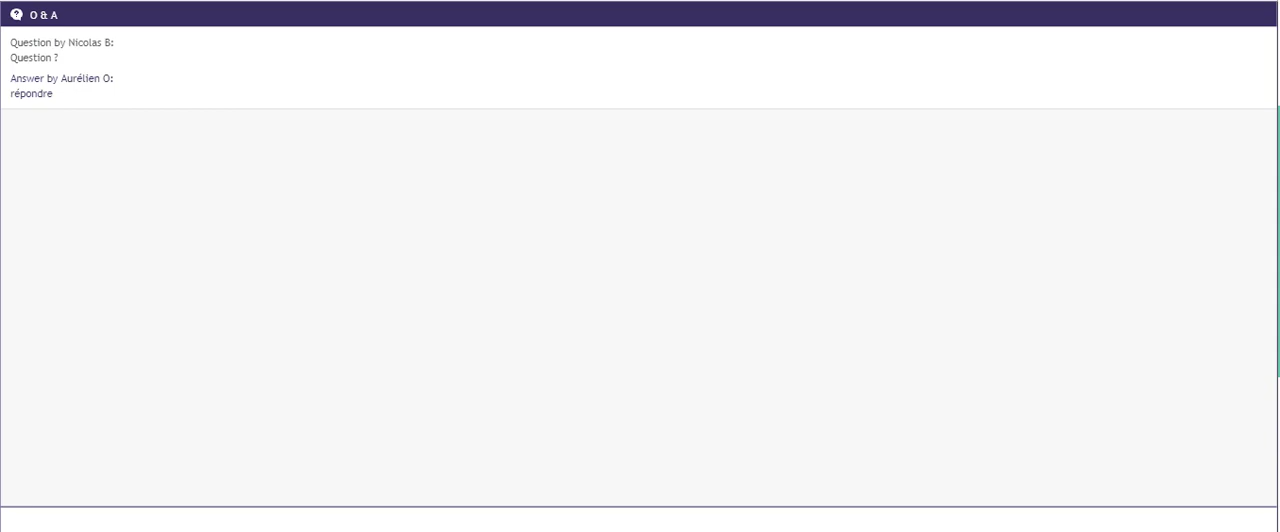 Q & A
Question by Nicolas B:
Question ?
Answer by Aurélien O:
répondre